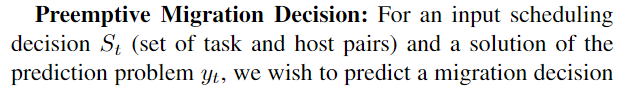 Preemptive Migration Decision: For an input scheduling
decision Sₜ (set of task and host pairs) and a solution of the
prediction problem yₜ, we wish to predict a migration decision